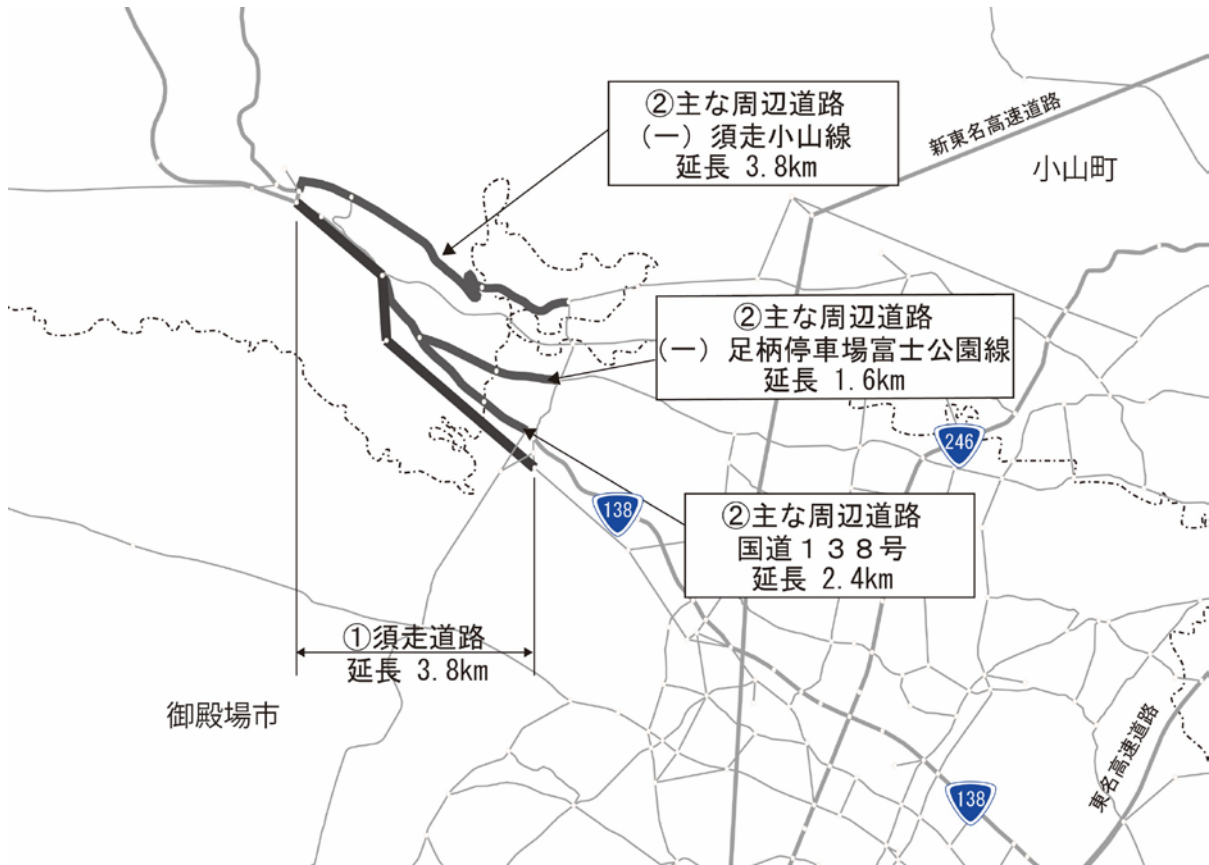 ②主な周辺道路
(一) 須走小山線
延長 3.8km
新東名高速道路
小山町
②主な周辺道路
(一) 足柄停車場富士公園線
延長 1.6km
246
138
②主な周辺道路
国道138号
延長 2.4km
①須走道路
延長 3.8km
御殿場市
東名高速道路
138